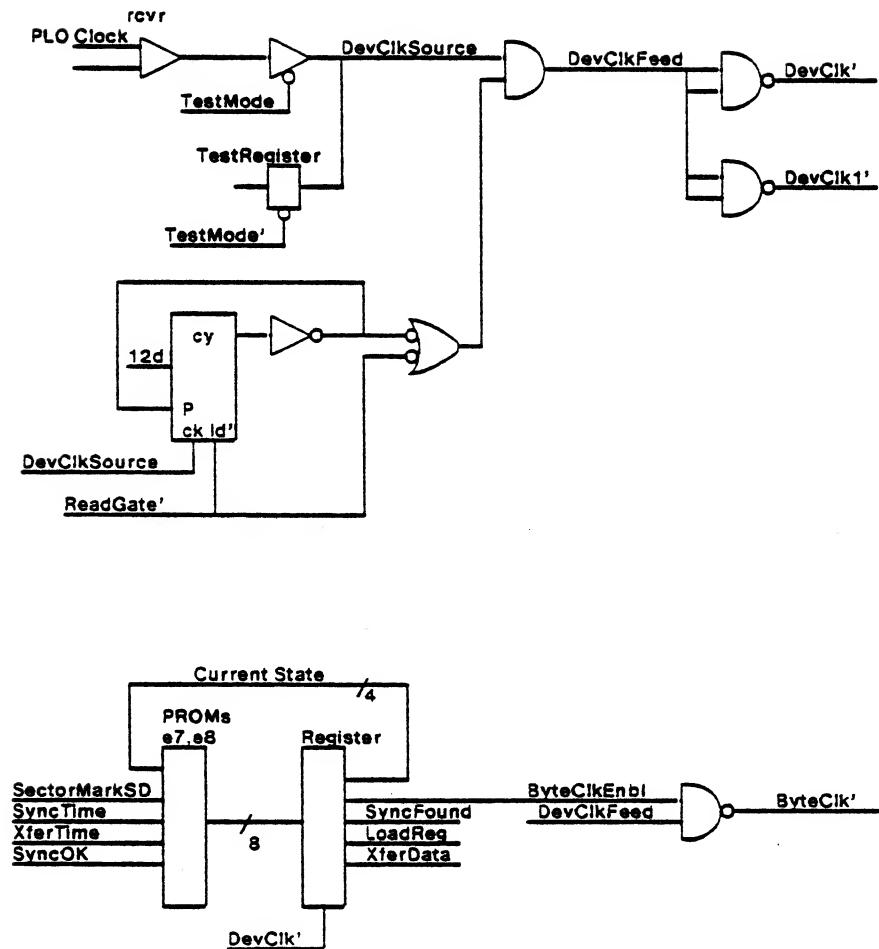 rcvr
PLO Clock
DevClkSource
DevClkFeed
DevClk'
TestMode
TestRegister
DevClk1'
TestMode'
cy
12d
P
ck ld'
DevClkSource
ReadGate'
Current State
4
PROMs
e7,e8
Register
SectorMarkSD
ByteClkEnbl
SyncTime
SyncFound
DevClkFeed
ByteClk'
XferTime
8
LoadReg
SyncOK
XferData
DevClk'